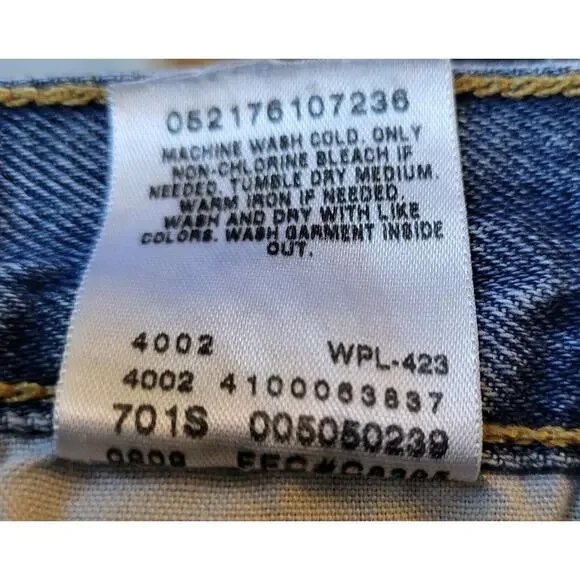 052176107236
MACHINE WASH COLD. ONLY
NON-CHLORINE BLEACH IF
NEEDED. TUMBLE DRY MEDIUM.
WARM IRON IF NEEDED.
WASH AND DRY WITH LIKE
COLORS. WASH GARMENT INSIDE
OUT.
4002 WPL-423
4002 4100063837
701S 005050239
0909